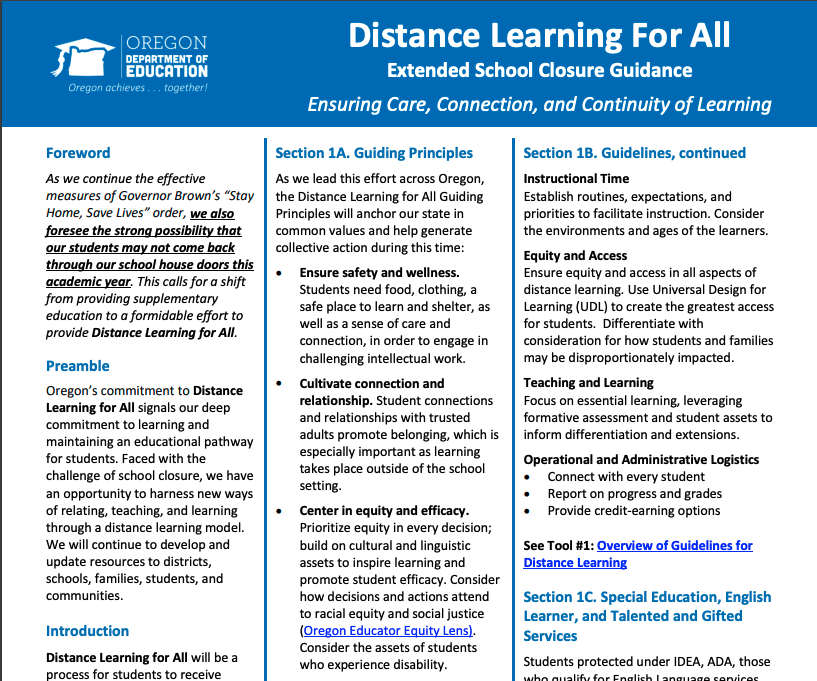 OREGON
DEPARTMENT OF
EDUCATION
Oregon achieves . . . together!
Distance Learning For All
Extended School Closure Guidance
Ensuring Care, Connection, and Continuity of Learning
Foreword
As we continue the effective
measures of Governor Brown's “Stay
Home, Save Lives” order, we also
foresee the strong possibility that
our students may not come back
through our school house doors this
academic year. This calls for a shift
from providing supplementary
education to a formidable effort to
provide Distance Learning for All.
Preamble
Oregon's commitment to Distance
Learning for All signals our deep
commitment to learning and
maintaining an educational pathway
for students. Faced with the
challenge of school closure, we have
an opportunity to harness new ways
of relating, teaching, and learning
through a distance learning model.
We will continue to develop and
update resources to districts,
schools, families, students, and
communities.
Introduction
Distance Learning for All will be a
process for students to receive
Section 1A. Guiding Principles
As we lead this effort across Oregon,
the Distance Learning for All Guiding
Principles will anchor our state in
common values and help generate
collective action during this time:
• Ensure safety and wellness.
Students need food, clothing, a
safe place to learn and shelter, as
well as a sense of care and
connection, in order to engage in
challenging intellectual work.
• Cultivate connection and
relationship. Student connections
and relationships with trusted
adults promote belonging, which is
especially important as learning
takes place outside of the school
setting.
• Center in equity and efficacy.
Prioritize equity in every decision;
build on cultural and linguistic
assets to inspire learning and
promote student efficacy. Consider
how decisions and actions attend
to racial equity and social justice
(Oregon Educator Equity Lens).
Consider the assets of students
who experience disability.
Section 1B. Guidelines, continued
Instructional Time
Establish routines, expectations, and
priorities to facilitate instruction. Consider
the environments and ages of the learners.
Equity and Access
Ensure equity and access in all aspects of
distance learning. Use Universal Design for
Learning (UDL) to create the greatest access
for students. Differentiate with
consideration for how students and families
may be disproportionately impacted.
Teaching and Learning
Focus on essential learning, leveraging
formative assessment and student assets to
inform differentiation and extensions.
Operational and Administrative Logistics
• Connect with every student
• Report on progress and grades
• Provide credit-earning options
See Tool #1: Overview of Guidelines for
Distance Learning
Section 1C. Special Education, English
Learner, and Talented and Gifted
Services
Students protected under IDEA, ADA, those
who qualify for English Language services